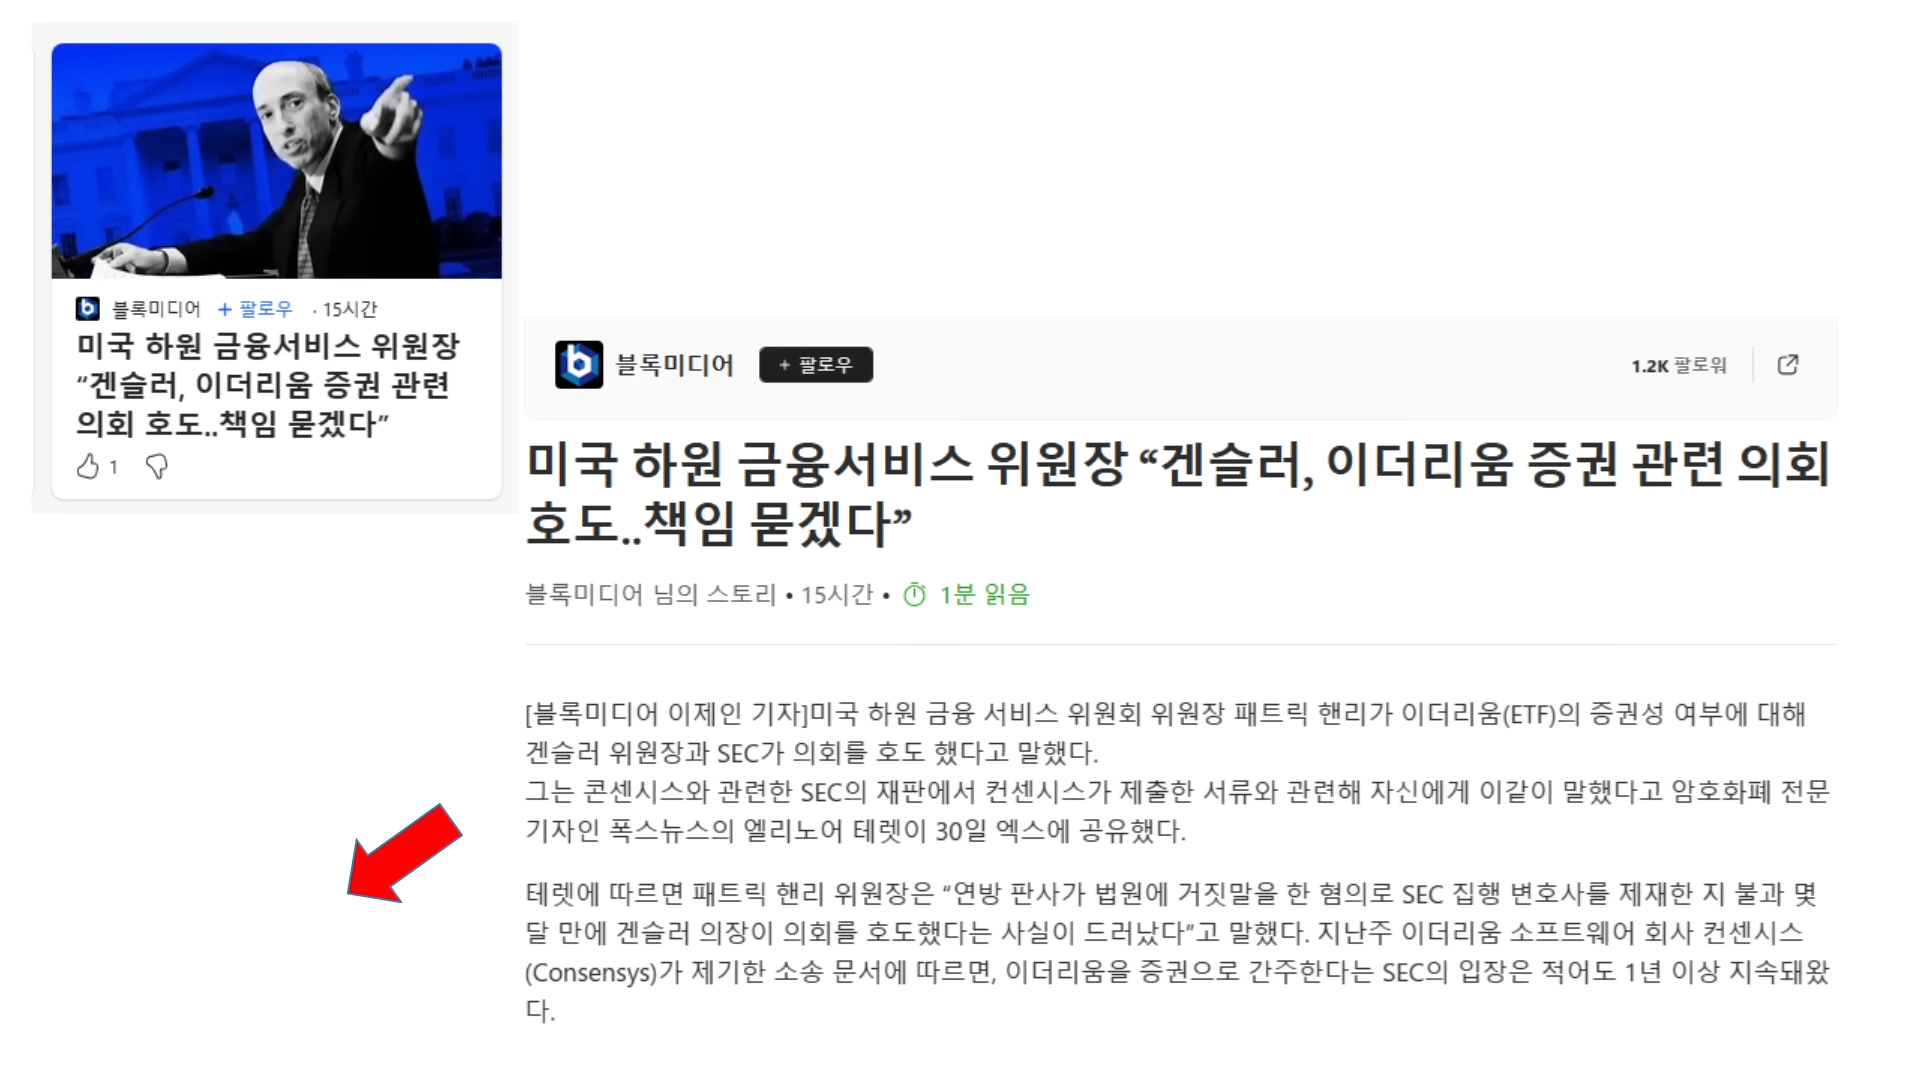 블록미디어 + 팔로우 · 15시간
미국 하원 금융서비스 위원장
“겐슬러, 이더리움 증권 관련
의회 호도..책임 묻겠다”
1
블록미디어 + 팔로우 1.2K 팔로워
미국 하원 금융서비스 위원장 “겐슬러, 이더리움 증권 관련 의회
호도..책임 묻겠다”
블록미디어 님의 스토리 • 15시간 • 1분 읽음
[블록미디어 이제인 기자]미국 하원 금융 서비스 위원회 위원장 패트릭 핸리가 이더리움(ETF)의 증권성 여부에 대해
겐슬러 위원장과 SEC가 의회를 호도 했다고 말했다.
그는 콘센시스와 관련한 SEC의 재판에서 컨센시스가 제출한 서류와 관련해 자신에게 이같이 말했다고 암호화폐 전문
기자인 폭스뉴스의 엘리노어 테렛이 30일 엑스에 공유했다.
테렛에 따르면 패트릭 핸리 위원장은 “연방 판사가 법원에 거짓말을 한 혐의로 SEC 집행 변호사를 제재한 지 불과 몇
달 만에 겐슬러 의장이 의회를 호도했다는 사실이 드러났다”고 말했다. 지난주 이더리움 소프트웨어 회사 컨센시스
(Consensys)가 제기한 소송 문서에 따르면, 이더리움을 증권으로 간주한다는 SEC의 입장은 적어도 1년 이상 지속돼왔
다.